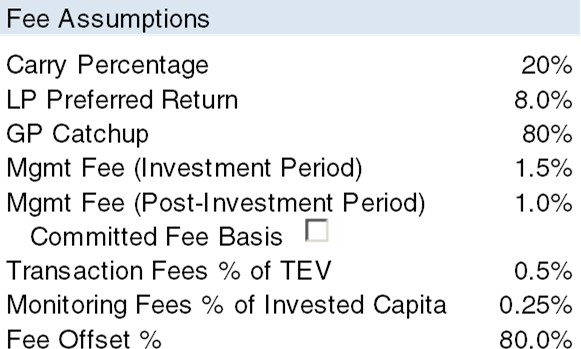 Fee Assumptions
Carry Percentage 20%
LP Preferred Return 8.0%
GP Catchup 80%
Mgmt Fee (Investment Period) 1.5%
Mgmt Fee (Post-Investment Period) 1.0%
Committed Fee Basis
Transaction Fees % of TEV 0.5%
Monitoring Fees % of Invested Capita 0.25%
Fee Offset % 80.0%